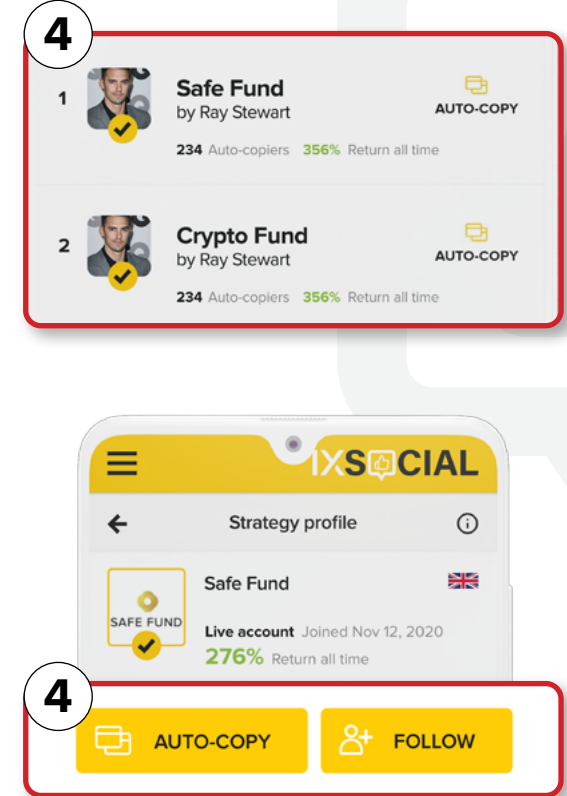 4
1
Safe Fund
by Ray Stewart
AUTO-COPY
234 Auto-copiers 356% Return all time
2
Crypto Fund
by Ray Stewart
AUTO-COPY
234 Auto-copiers 356% Return all time
IXSOCIAL
Strategy profile
SAFE FUND
Safe Fund
Live account Joined Nov 12, 2020
276% Return all time
4
AUTO-COPY
FOLLOW